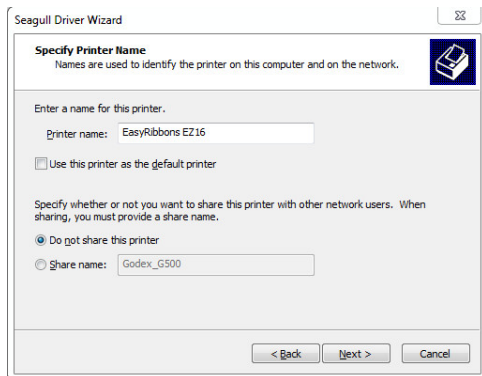 Seagull Driver Wizard
Specify Printer Name
Names are used to identify the printer on this computer and on the network.
Enter a name for this printer.
Printer name: EasyRibbons EZ16
Use this printer as the default printer
Specify whether or not you want to share this printer with other network users. When
sharing, you must provide a share name.
Do not share this printer
Share name: Godex_G500
< Back Next > Cancel